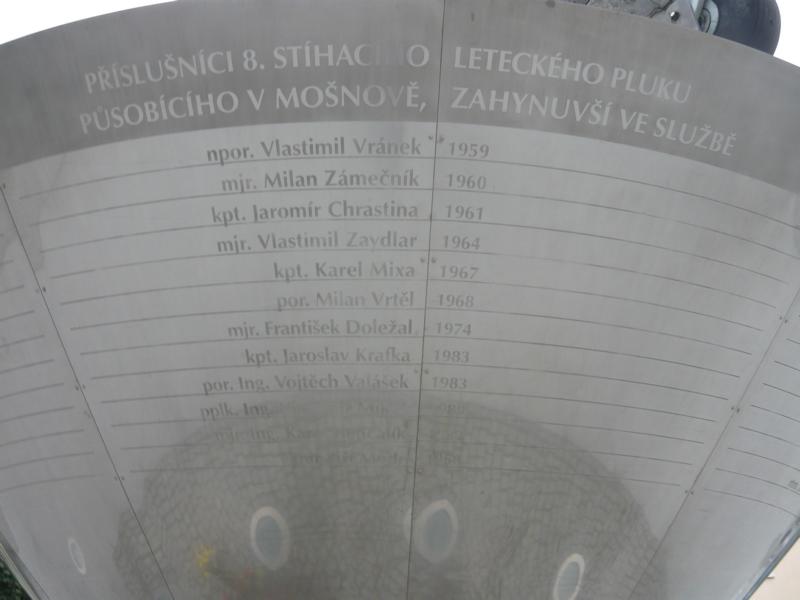 PŘÍSLUŠNÍCI 8. STÍHACÍHO LETECKÉHO PLUKU
PŮSOBÍCÍHO V MOŠNOVĚ, ZAHYNUVŠÍ VE SLUŽBĚ
npor. Vlastimil Vránek 1959
mjr. Milan Zámečník 1960
kpt. Jaromír Chrastina 1961
mjr. Vlastimil Zaydlar 1964
kpt. Karel Mixa 1967
por. Milan Vrtěl 1968
mjr. František Doležal 1974
kpt. Jaroslav Krafka 1983
por. Ing. Vojtěch Valášek 1983
pplk. Ing.